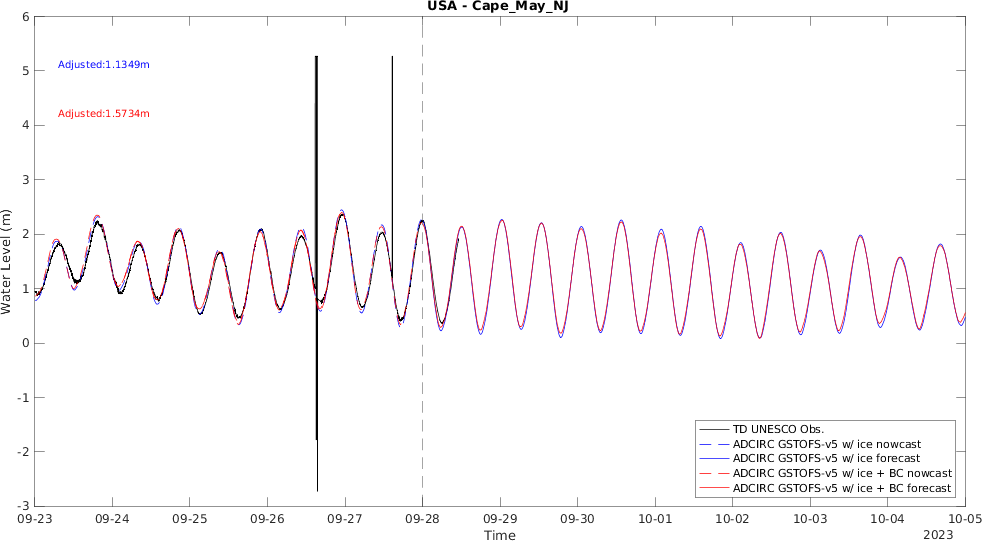 USA - Cape_May_NJ
6
5
4
3
2
1
0
-1
-2
-3
Water Level (m)
Adjusted:1.1349m
Adjusted:1.5734m
TD UNESCO Obs.
ADCIRC GSTOFS-v5 w/ ice nowcast
ADCIRC GSTOFS-v5 w/ ice forecast
ADCIRC GSTOFS-v5 w/ ice + BC nowcast
ADCIRC GSTOFS-v5 w/ ice + BC forecast
09-23 09-24 09-25 09-26 09-27 09-28 09-29 09-30 10-01 10-02 10-03 10-04 10-05
Time
2023